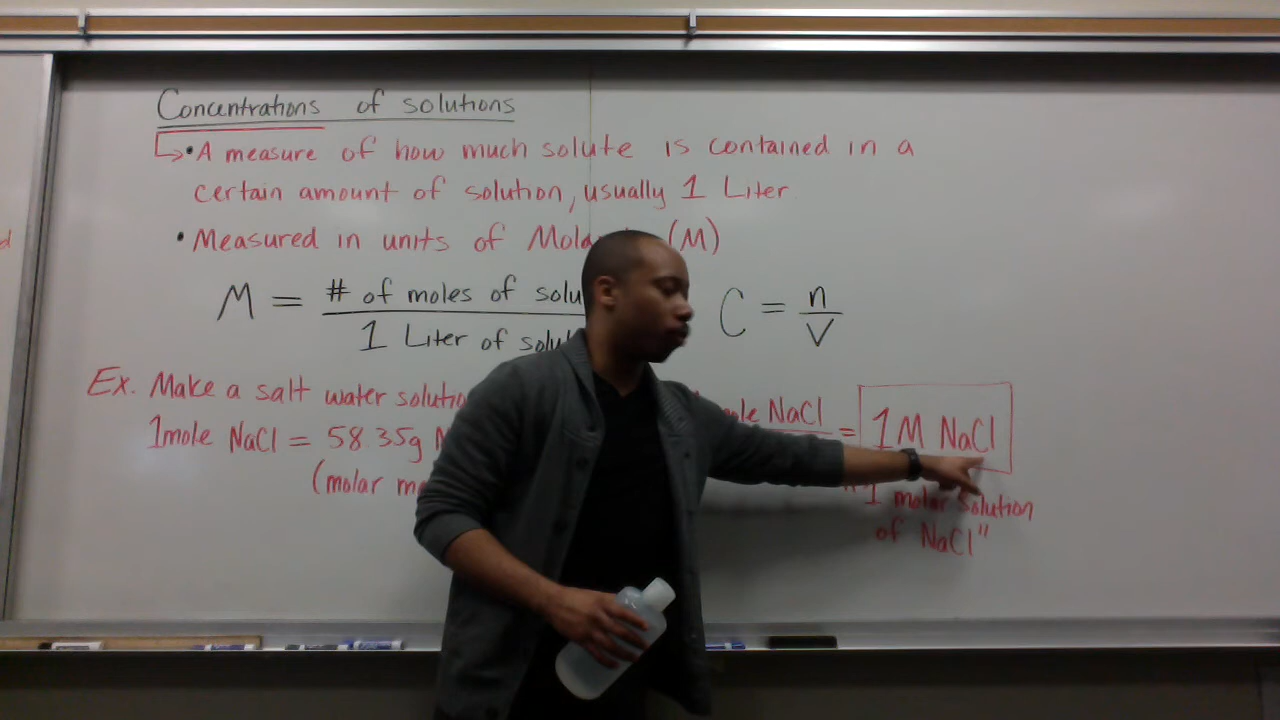 Concentrations of solutions
• A measure of how much solute is contained in a
certain amount of solution, usually 1 Liter
• Measured in units of (M)
M = # of moles of
1 Liter of
C = n
V
Ex. Make a salt water
1mole NaCl = 58.35g
NaCl = 1M NaCl
(molar
"1 molar solution
of NaCl"